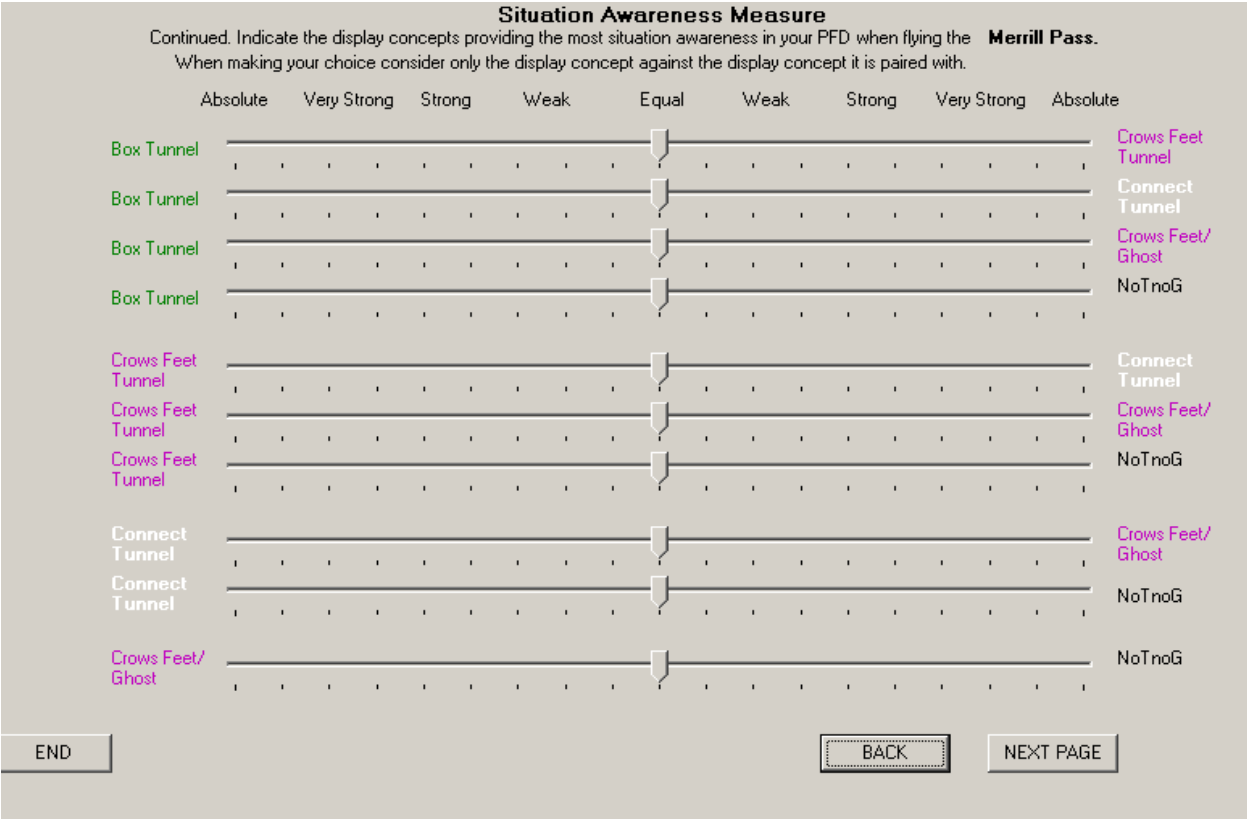 Situation Awareness Measure
Continued. Indicate the display concepts providing the most situation awareness in your PFD when flying the Merrill Pass.
When making your choice consider only the display concept against the display concept it is paired with.
Absolute Very Strong Strong Weak Equal Weak Strong Very Strong Absolute
Box Tunnel
Crows Feet
Tunnel
Box Tunnel
Connect
Tunnel
Box Tunnel
Crows Feet/
Ghost
Box Tunnel
NoTnoG
Crows Feet
Tunnel
Connect
Tunnel
Crows Feet
Tunnel
Crows Feet/
Ghost
Crows Feet
Tunnel
NoTnoG
Connect
Tunnel
Crows Feet/
Ghost
Connect
Tunnel
NoTnoG
Crows Feet/
Ghost
NoTnoG
END BACK NEXT PAGE